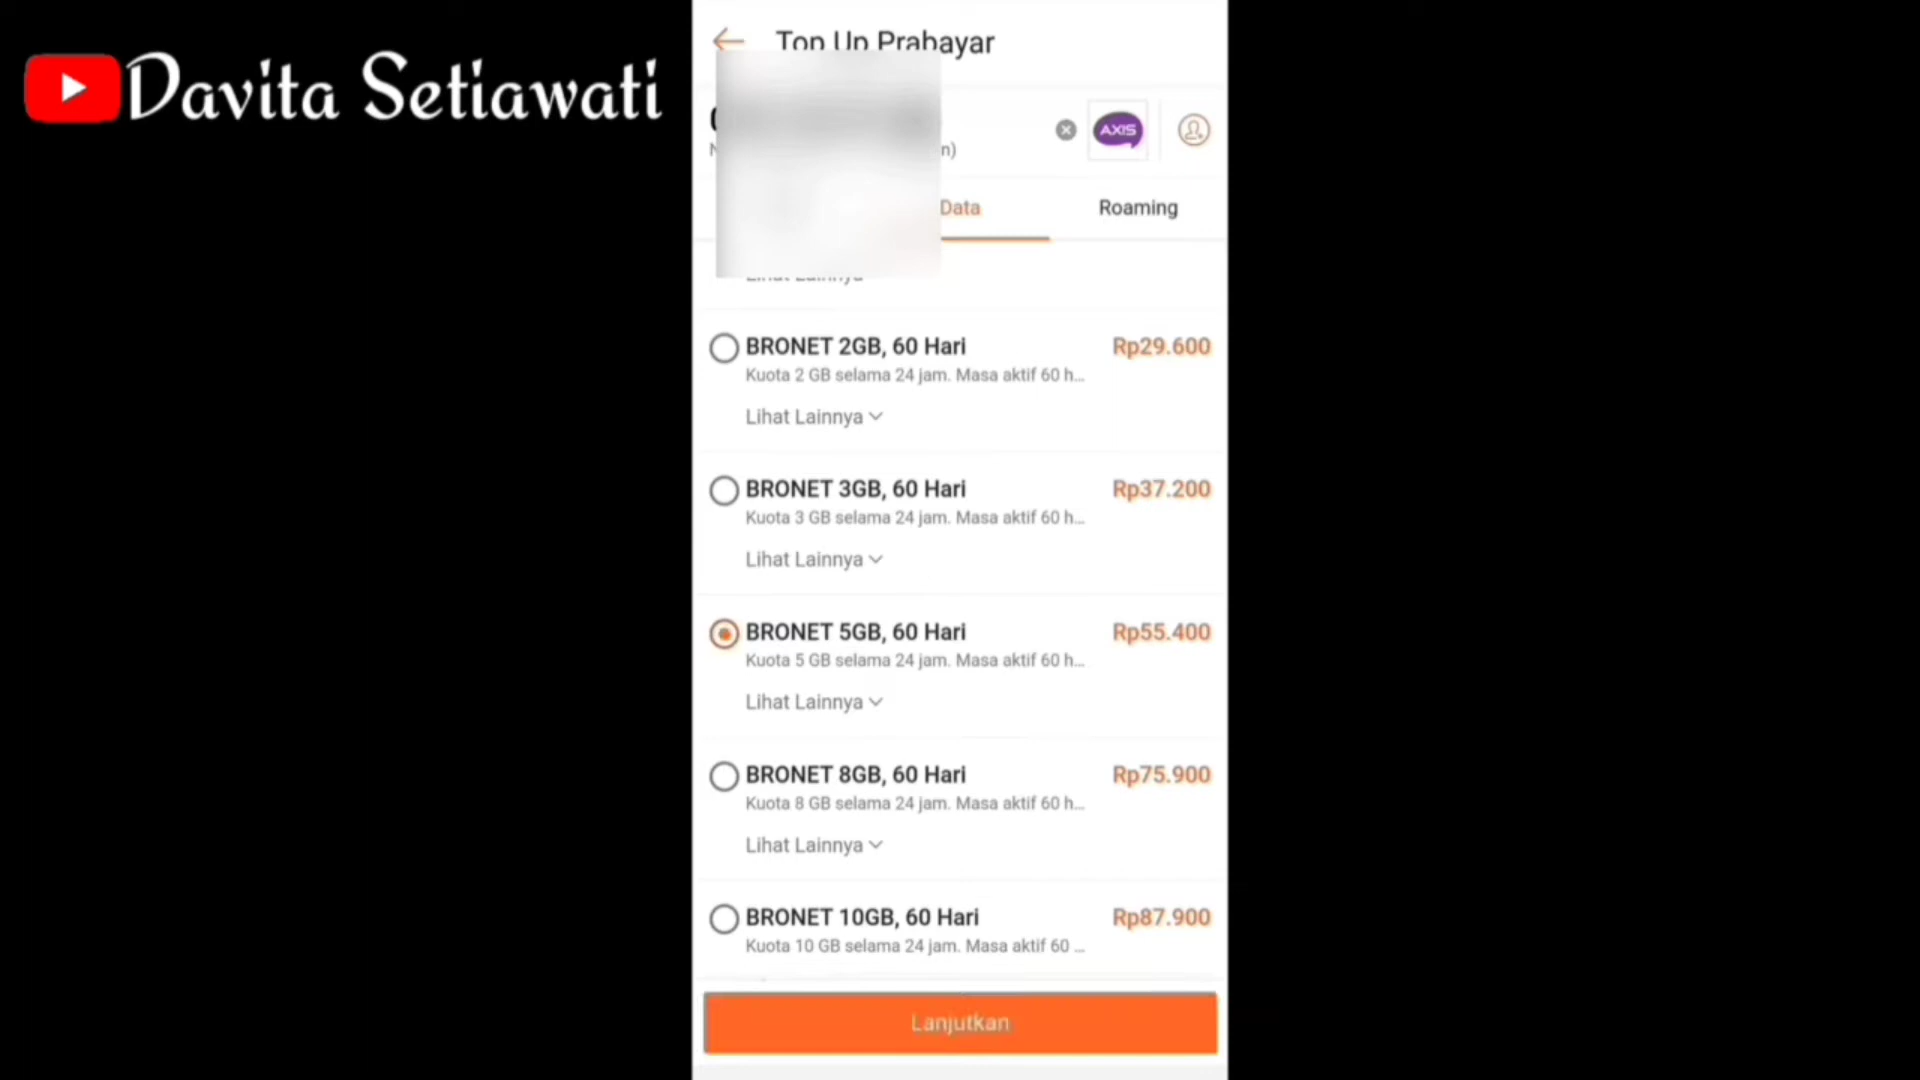 Davita Setiawati
Top Up Prabayar
AXIS
n)
Data
Roaming
Lihat Lainnya
BRONET 2GB, 60 Hari
Rp29.600
Kuota 2 GB selama 24 jam. Masa aktif 60 h...
Lihat Lainnya
BRONET 3GB, 60 Hari
Rp37.200
Kuota 3 GB selama 24 jam. Masa aktif 60 h...
Lihat Lainnya
BRONET 5GB, 60 Hari
Rp55.400
Kuota 5 GB selama 24 jam. Masa aktif 60 h...
Lihat Lainnya
BRONET 8GB, 60 Hari
Rp75.900
Kuota 8 GB selama 24 jam. Masa aktif 60 h...
Lihat Lainnya
BRONET 10GB, 60 Hari
Rp87.900
Kuota 10 GB selama 24 jam. Masa aktif 60 ...
Lanjutkan